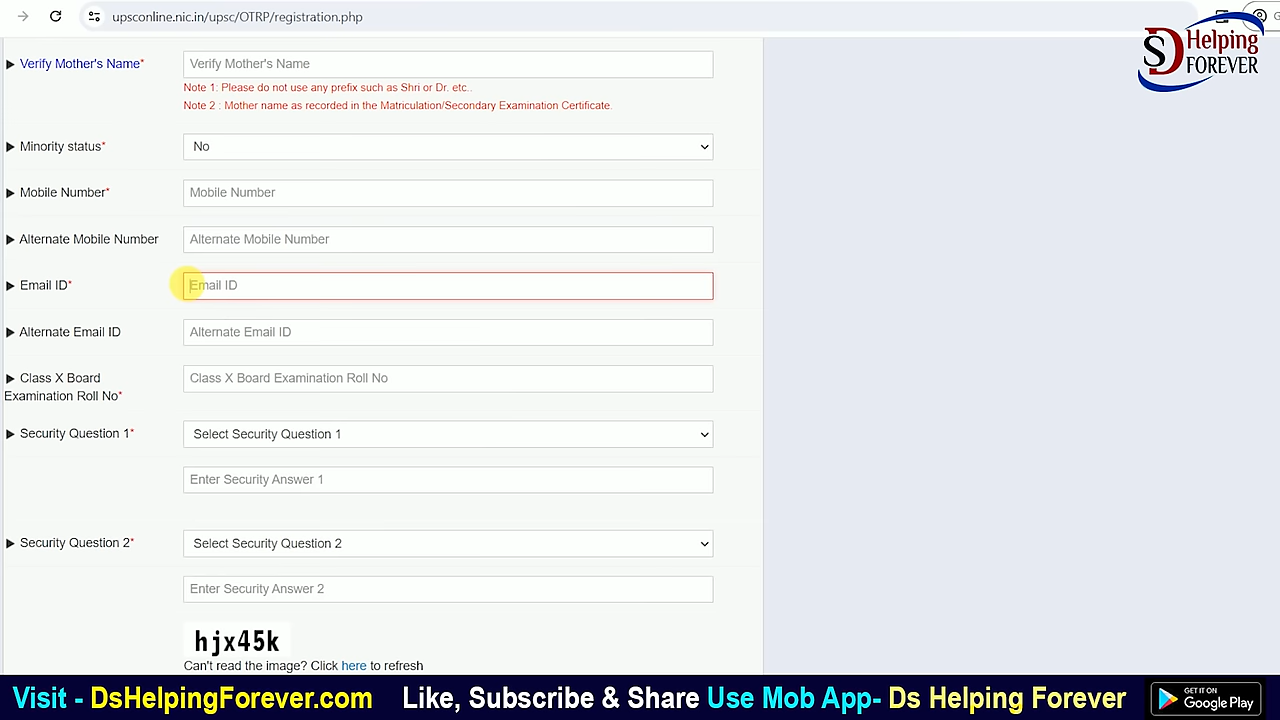 upsconline.nic.in/upsc/OTRP/registration.php
SD Helping
FOREVER
Verify Mother's Name*
Verify Mother's Name
Note 1: Please do not use any prefix such as Shri or Dr. etc..
Note 2 : Mother name as recorded in the Matriculation/Secondary Examination Certificate.
Minority status*
No
Mobile Number*
Mobile Number
Alternate Mobile Number
Alternate Mobile Number
Email ID*
Email ID
Alternate Email ID
Alternate Email ID
Class X Board
Examination Roll No*
Class X Board Examination Roll No
Security Question 1*
Select Security Question 1
Enter Security Answer 1
Security Question 2*
Select Security Question 2
Enter Security Answer 2
hjx45k
Can't read the image? Click here to refresh
Visit - DsHelpingForever.com Like, Subscribe & Share Use Mob App- Ds Helping Forever
GET IT ON
Google Play